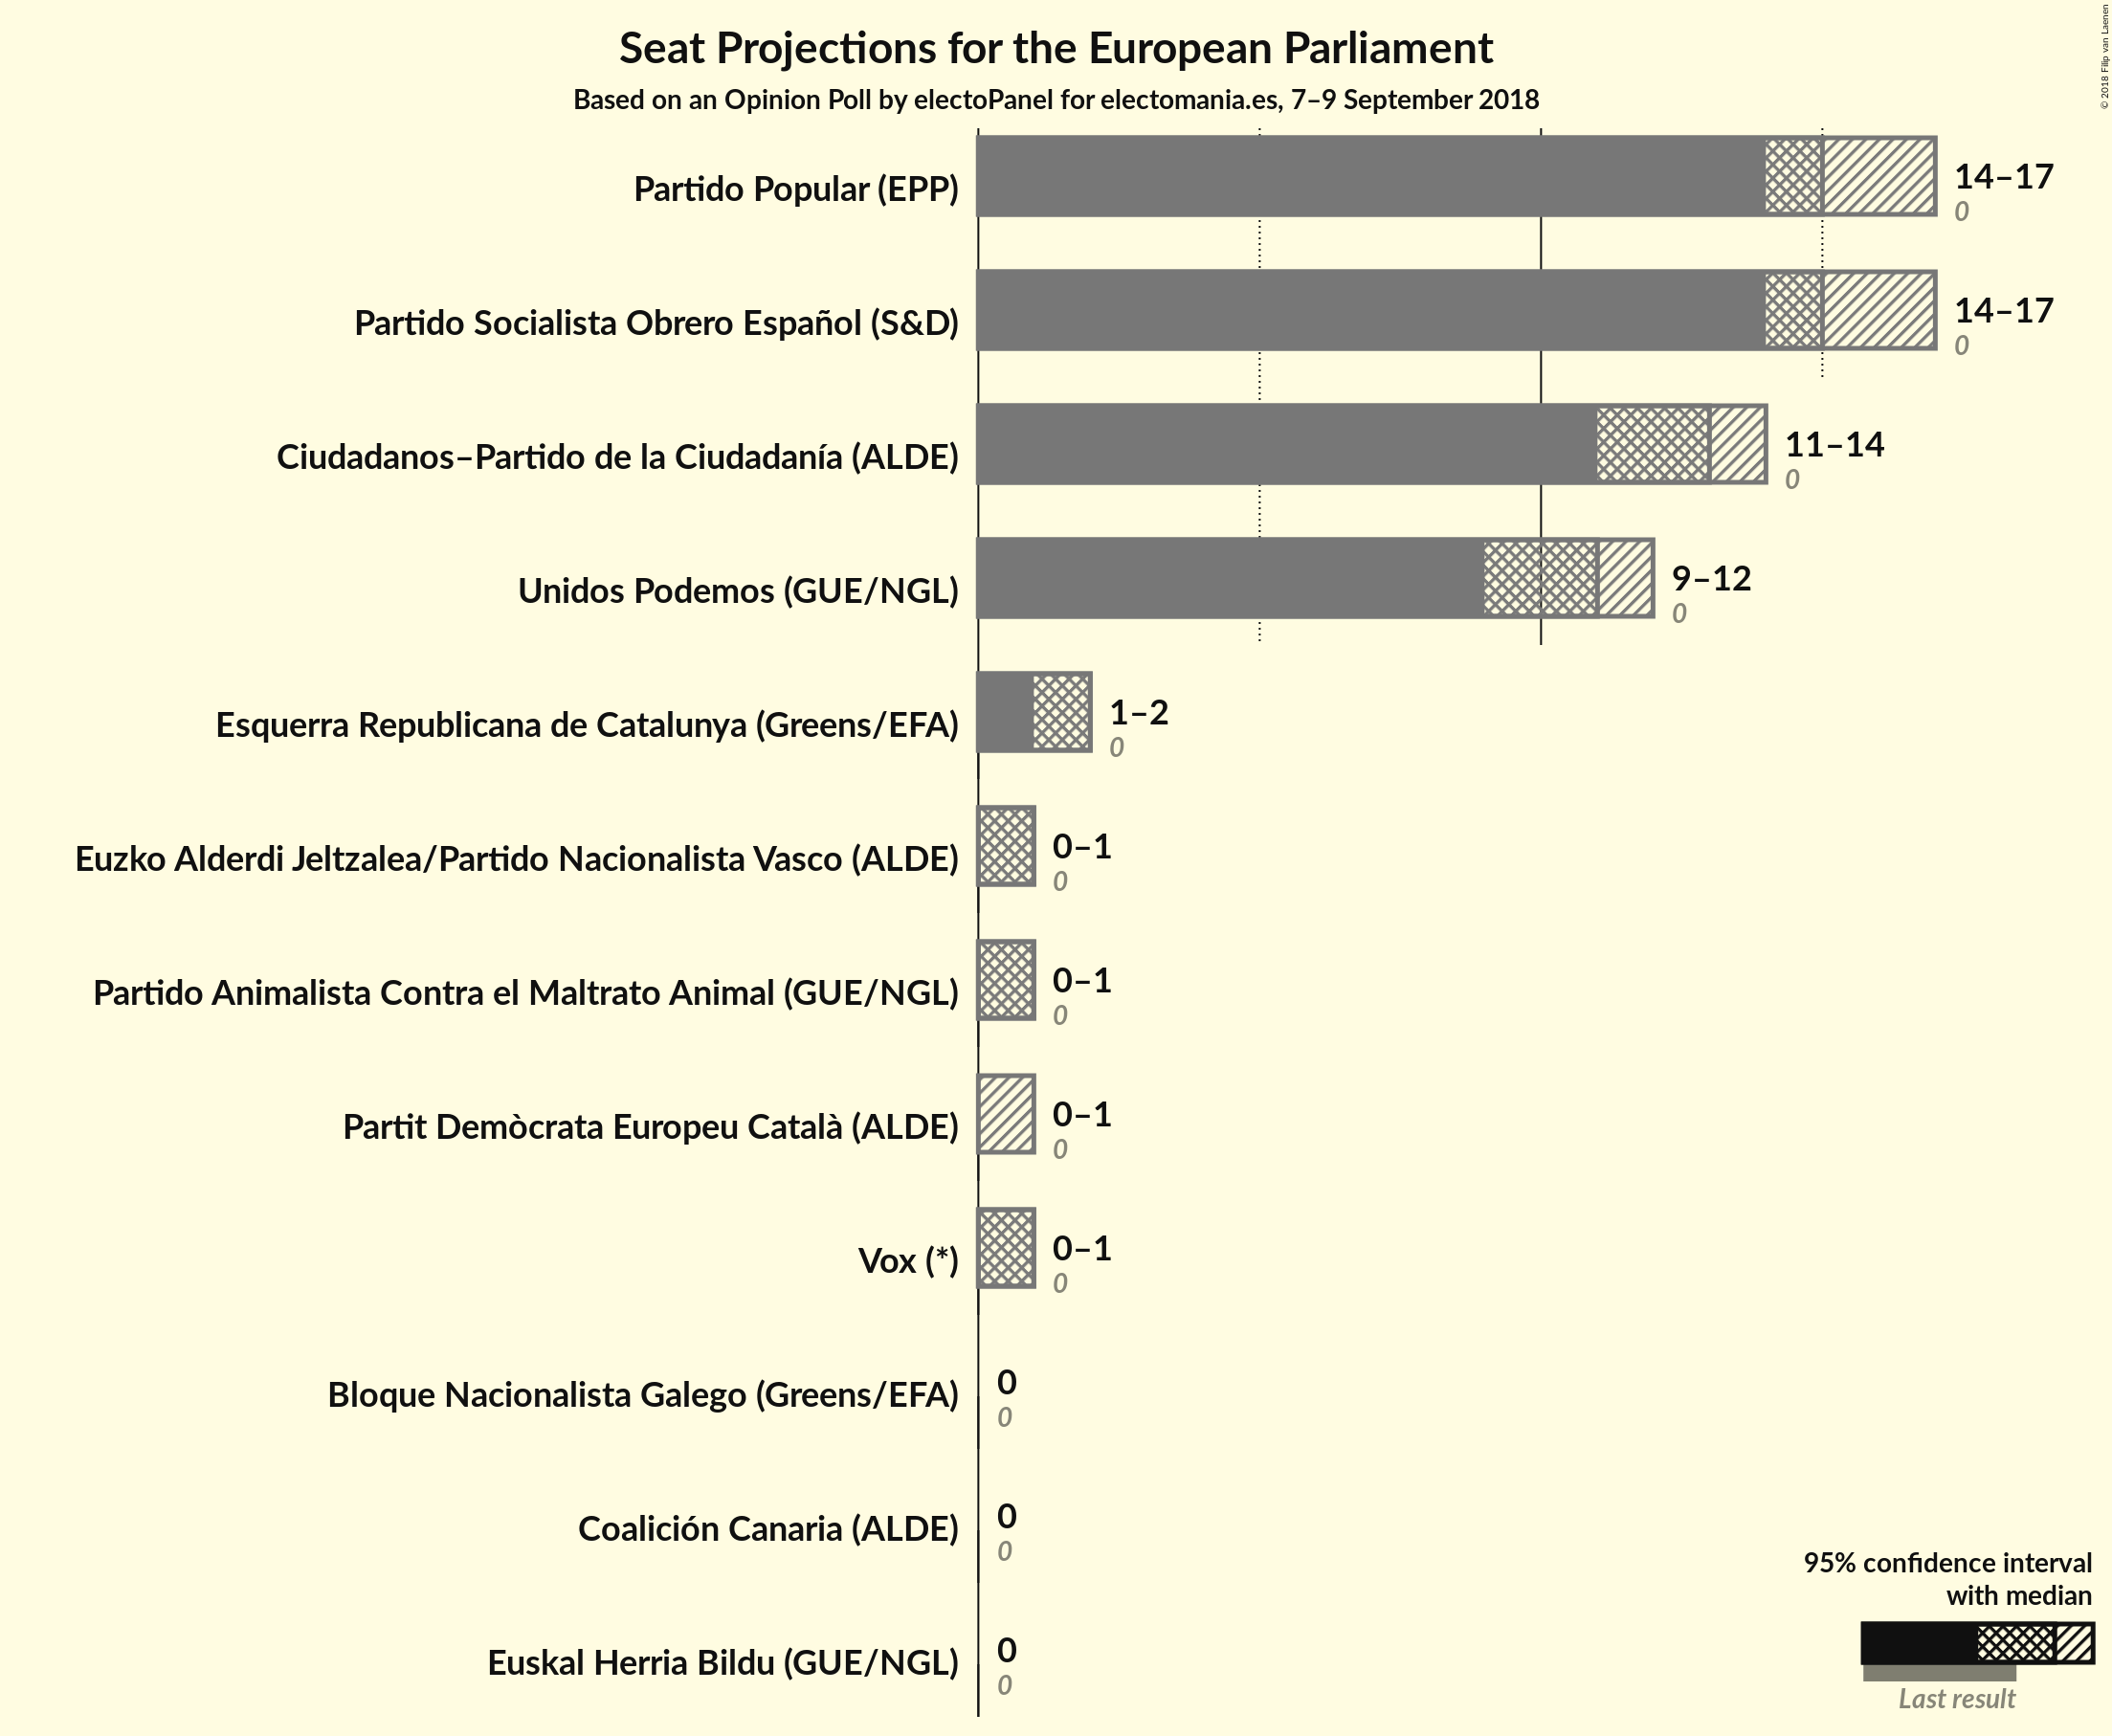 Seat Projections for the European Parliament
Based on an Opinion Poll by electoPanel for electomania.es, 7–9 September 2018
© 2018 Filip van Laenen
Partido Popular (EPP)
14–17
0
Partido Socialista Obrero Español (S&D)
14–17
0
Ciudadanos–Partido de la Ciudadanía (ALDE)
11–14
0
Unidos Podemos (GUE/NGL)
9–12
0
Esquerra Republicana de Catalunya (Greens/EFA)
1–2
0
Euzko Alderdi Jeltzalea/Partido Nacionalista Vasco (ALDE)
0–1
0
Partido Animalista Contra el Maltrato Animal (GUE/NGL)
0–1
0
Partit Demòcrata Europeu Català (ALDE)
0–1
0
Vox (*)
0–1
0
Bloque Nacionalista Galego (Greens/EFA)
0
0
Coalición Canaria (ALDE)
0
0
Euskal Herria Bildu (GUE/NGL)
0
0
95% confidence interval
with median
Last result